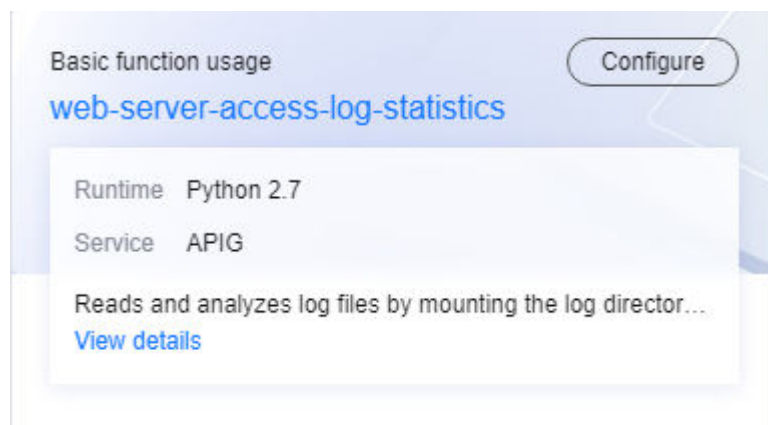 Basic function usage
Configure
web-server-access-log-statistics
Runtime Python 2.7
Service APIG
Reads and analyzes log files by mounting the log director...
View details